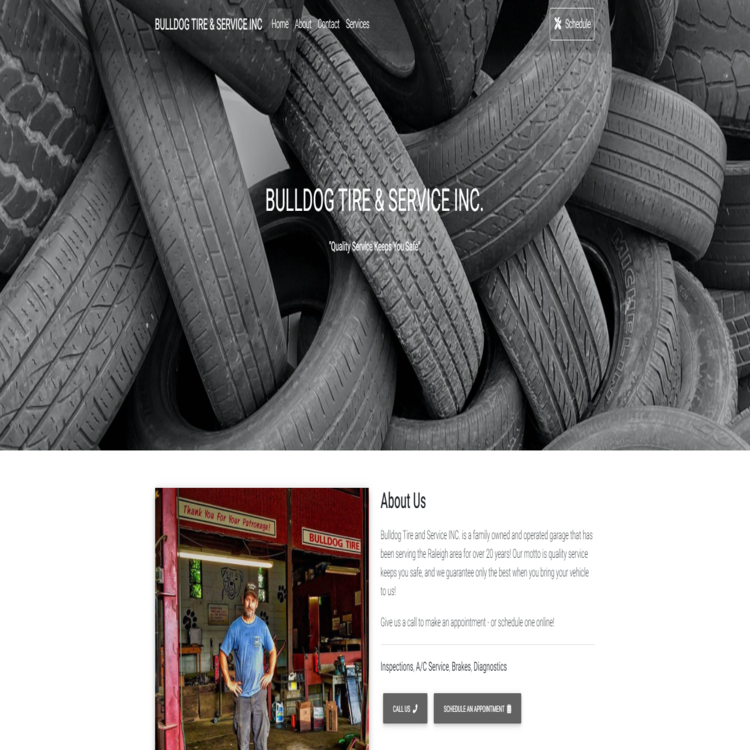 BULLDOG TIRE & SERVICE INC Home About Contact Services Schedule
BULLDOG TIRE & SERVICE INC.
"Quality Service Keeps You Safe"
MICHELIN
Thank You For Your Patronage!
BULLDOG TIRE
About Us
Bulldog Tire and Service INC. is a family owned and operated garage that has
been serving the Raleigh area for over 20 years! Our motto is quality service
keeps you safe, and we guarantee only the best when you bring your vehicle
to us!
Give us a call to make an appointment - or schedule one online!
Inspections, A/C Service, Brakes, Diagnostics
CALL US
SCHEDULE AN APPOINTMENT